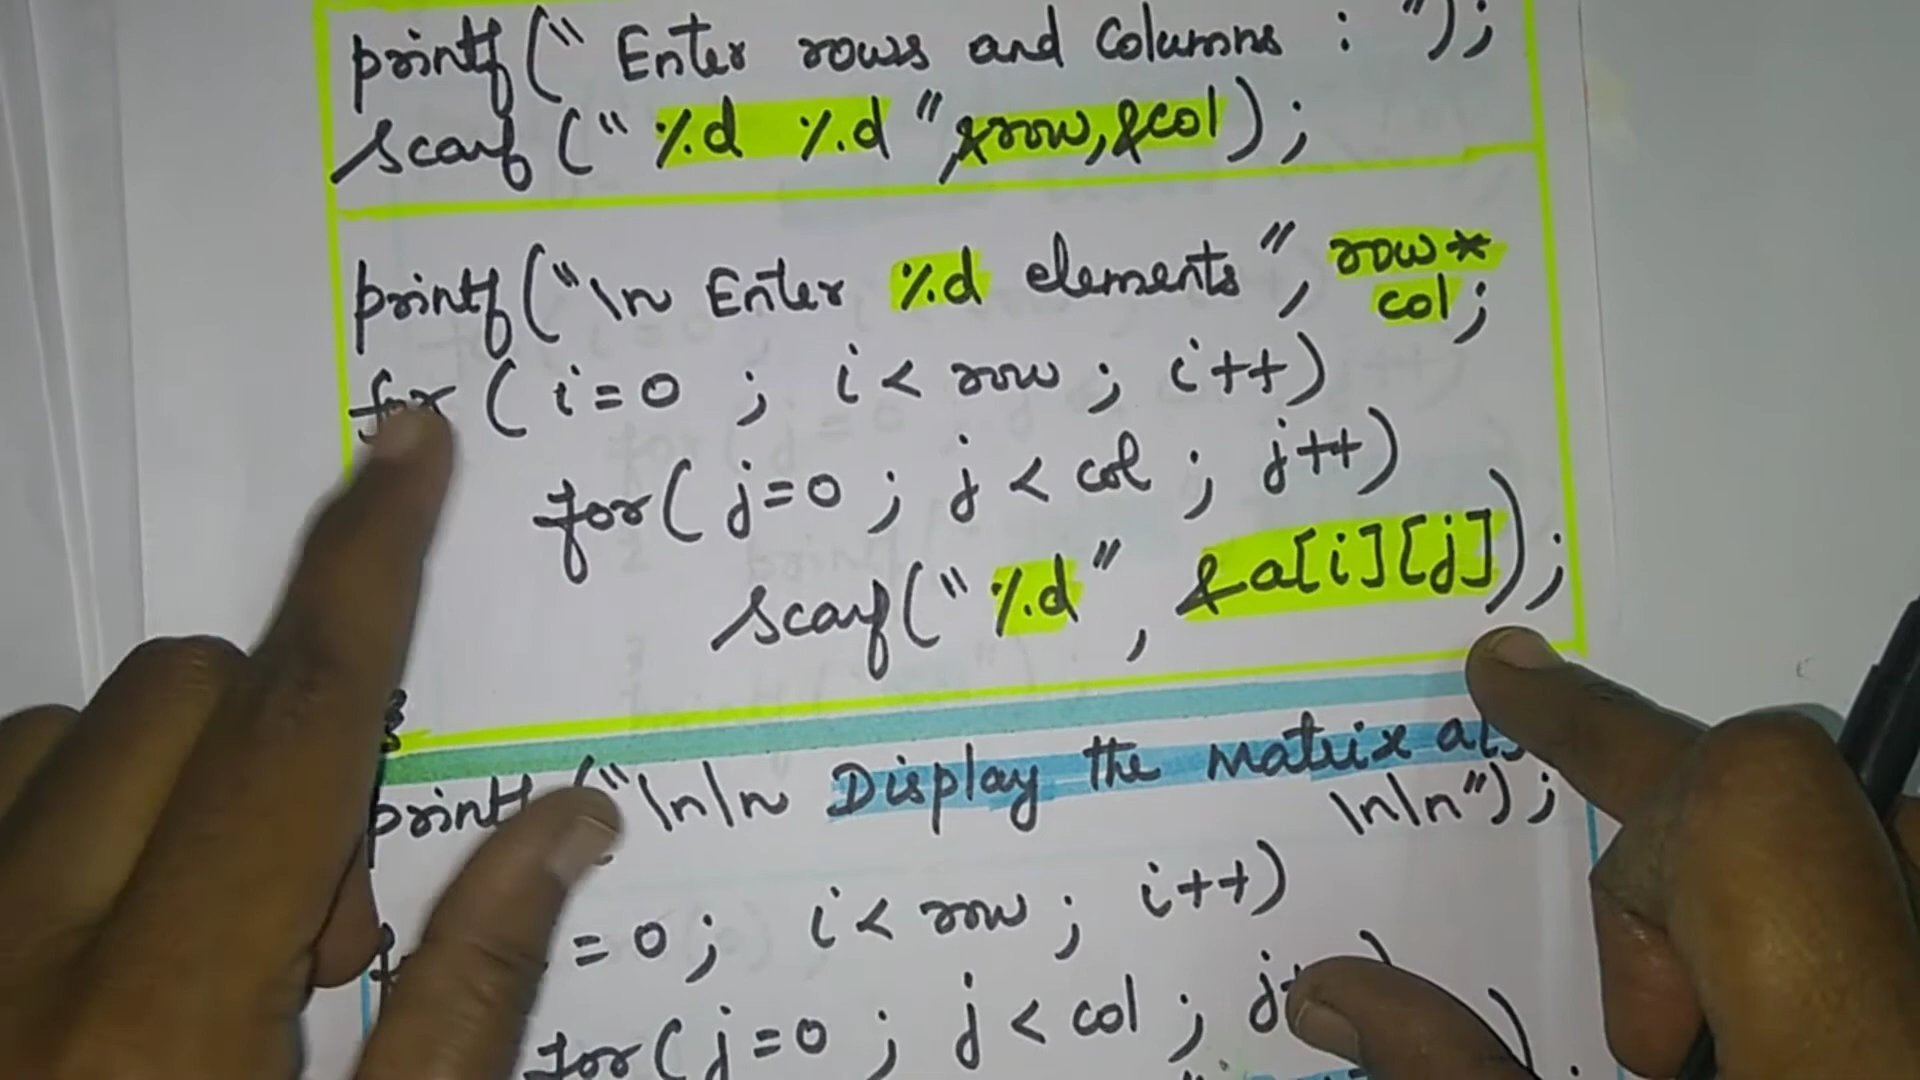 printf(" Enter rows and columns : ");
scanf (" %d %d ",&row,&col);
printf("\n Enter %d elements", row*
col;
for( i=0 ; i< row ; i++)
for( j=0 ; j < col ; j++)
scanf("%d", &a[i][j]);
printf("\n\n Display the matrix
\n\n");
= 0; i< row ; i++)
for( j=0 ; j < col ;